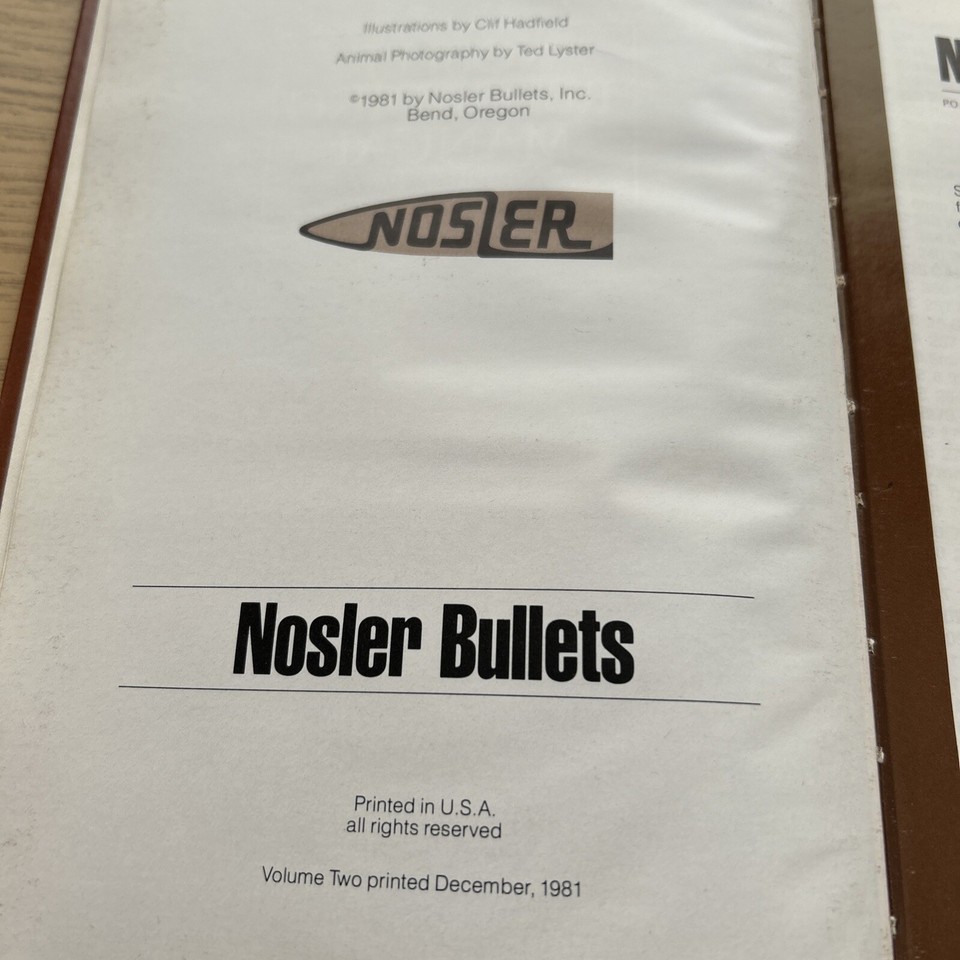 Illustrations by Clif Hadfield
Animal Photography by Ted Lyster
©1981 by Nosler Bullets, Inc.
Bend, Oregon
NOSLER
Nosler Bullets
Printed in U.S.A.
all rights reserved
Volume Two printed December, 1981
N
PO
S
f